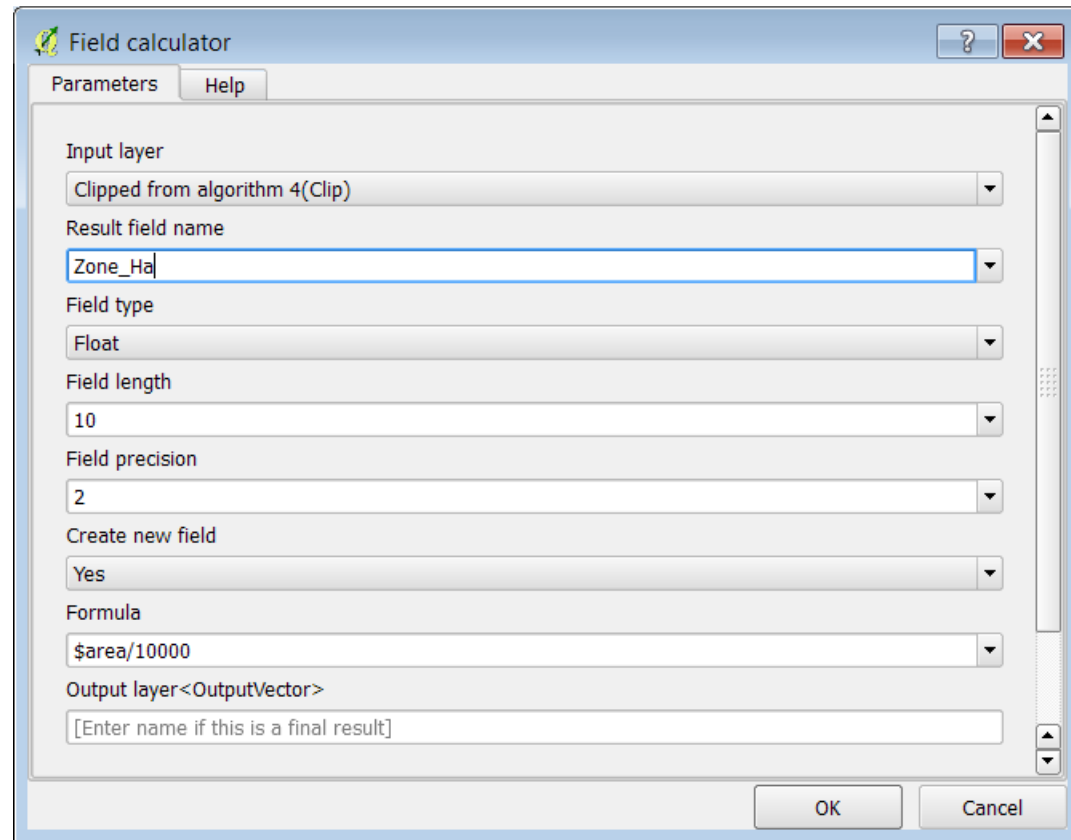 Field calculator
Parameters
Help
Input layer
Clipped from algorithm 4(Clip)
Result field name
Zone_Ha
Field type
Float
Field length
10
Field precision
2
Create new field
Yes
Formula
$area/10000
Output layer<OutputVector>
[Enter name if this is a final result]
OK
Cancel